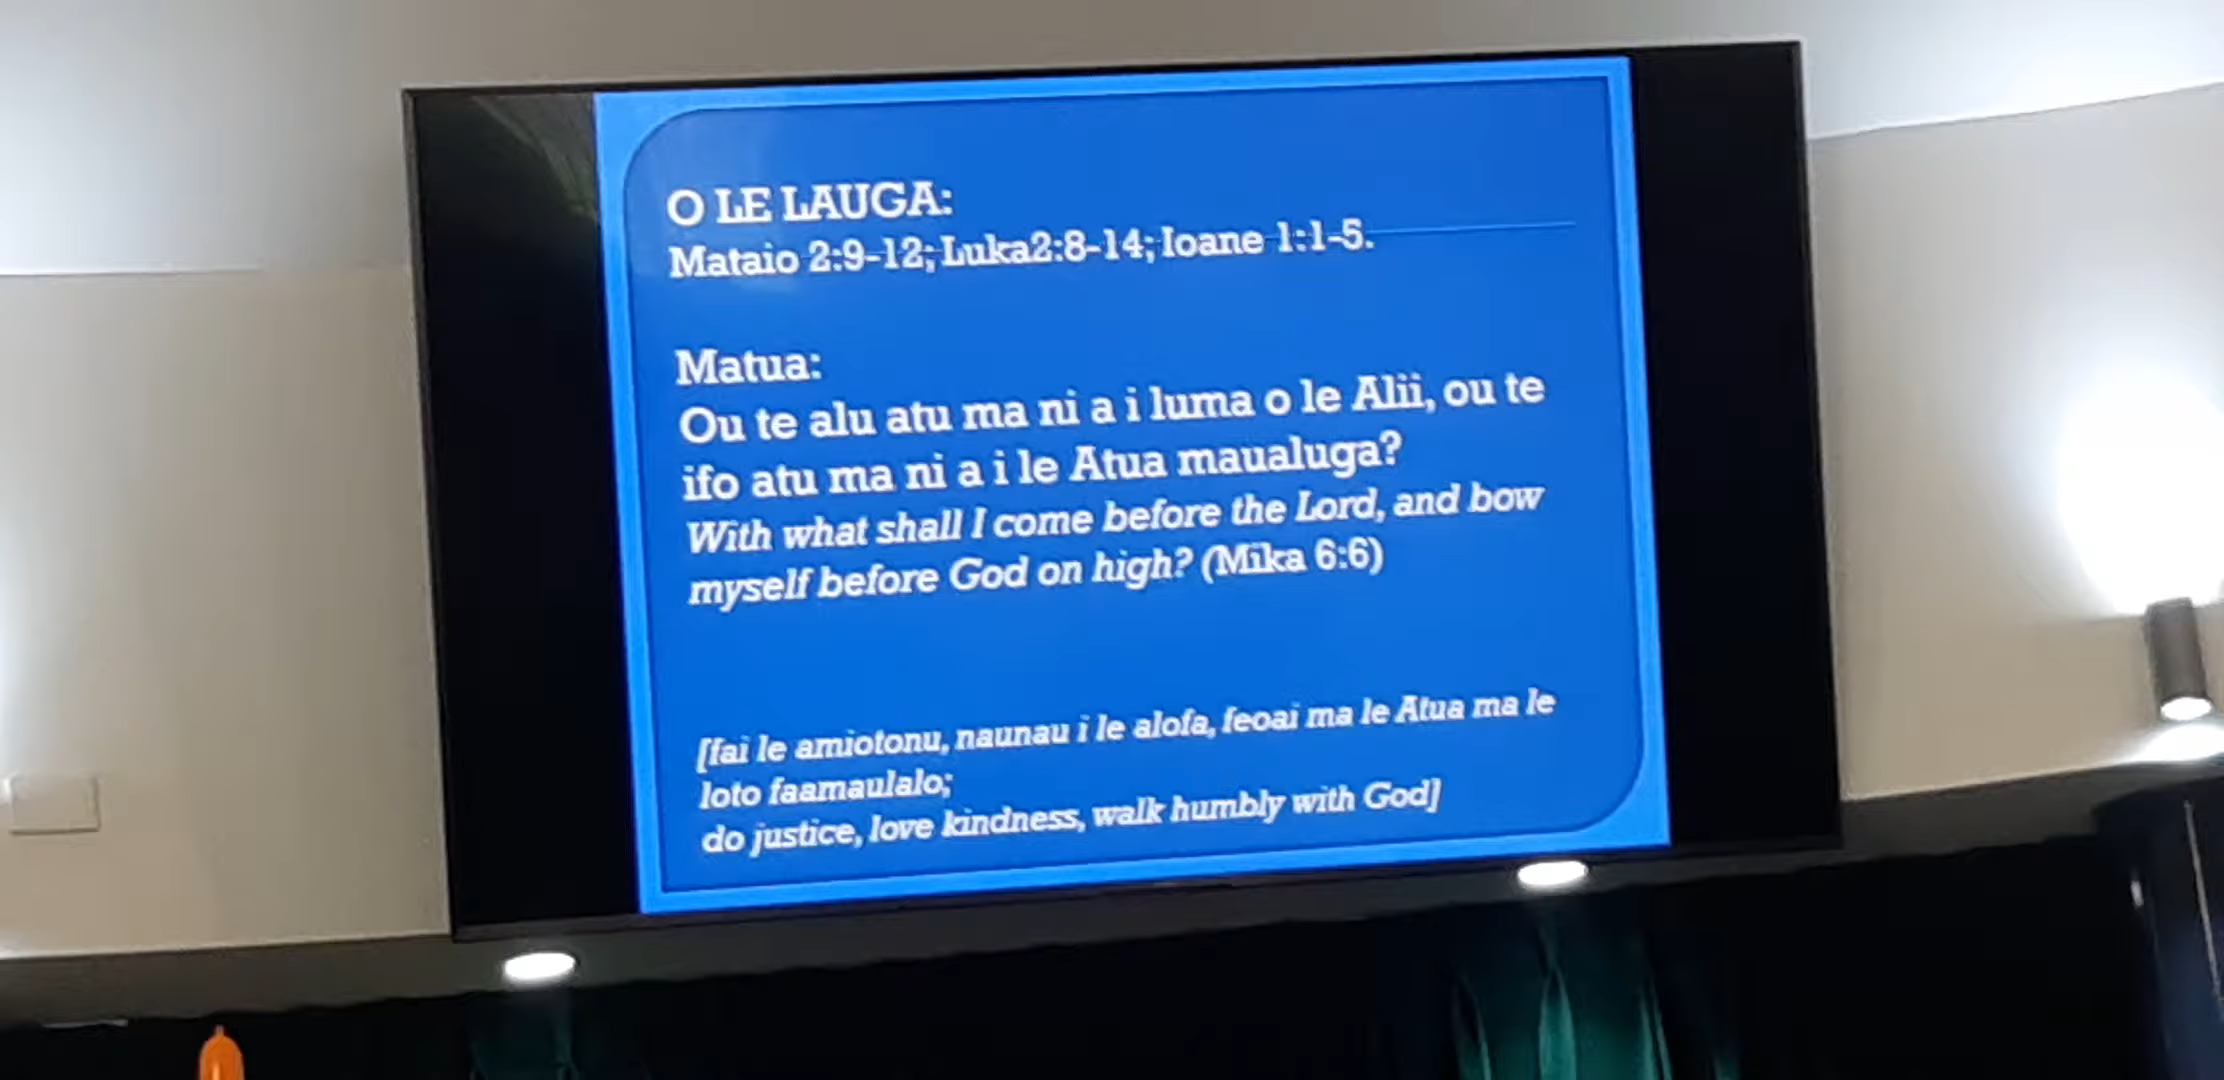 O LE LAUGA:
Mataio 2:9-12; Luka2:8-14; Ioane 1:1-5.
Matua:
Ou te alu atu ma ni a i luma o le Alii, ou te
ifo atu ma ni a i le Atua maualuga?
With what shall I come before the Lord, and bow
myself before God on high? (Mika 6:6)
[fai le amiotonu, naunau i le alofa, feoai ma le Atua ma le
loto faamaulalo;
do justice, love kindness, walk humbly with God]